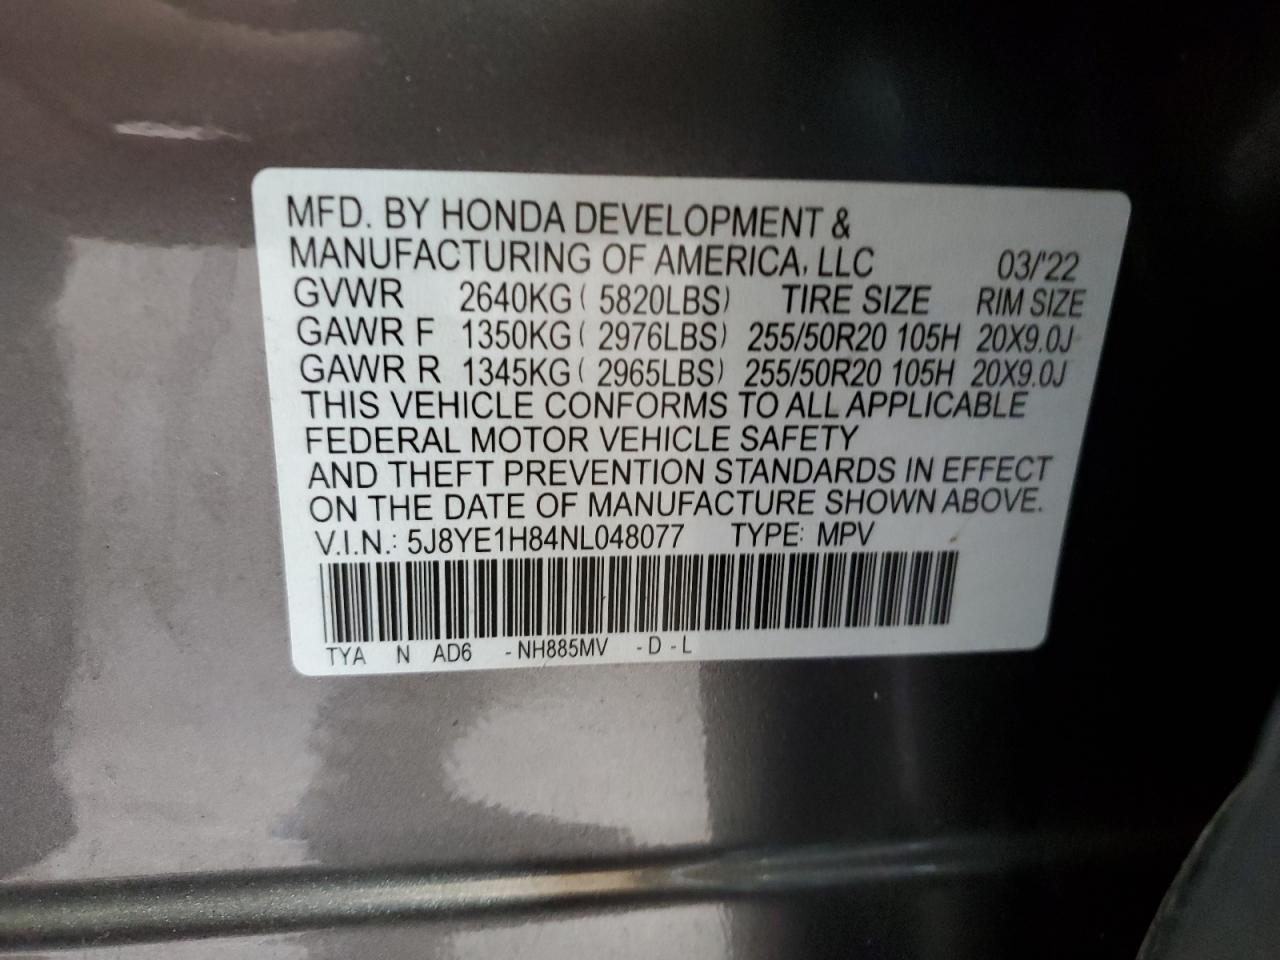 MFD. BY HONDA DEVELOPMENT &
MANUFACTURING OF AMERICA, LLC 03/'22
GVWR 2640KG ( 5820LBS) TIRE SIZE RIM SIZE
GAWR F 1350KG ( 2976LBS) 255/50R20 105H 20X9.0J
GAWR R 1345KG ( 2965LBS) 255/50R20 105H 20X9.0J
THIS VEHICLE CONFORMS TO ALL APPLICABLE
FEDERAL MOTOR VEHICLE SAFETY
AND THEFT PREVENTION STANDARDS IN EFFECT
ON THE DATE OF MANUFACTURE SHOWN ABOVE.
V.I.N.: 5J8YE1H84NL048077 TYPE: MPV
TYA N AD6 - NH885MV - D - L